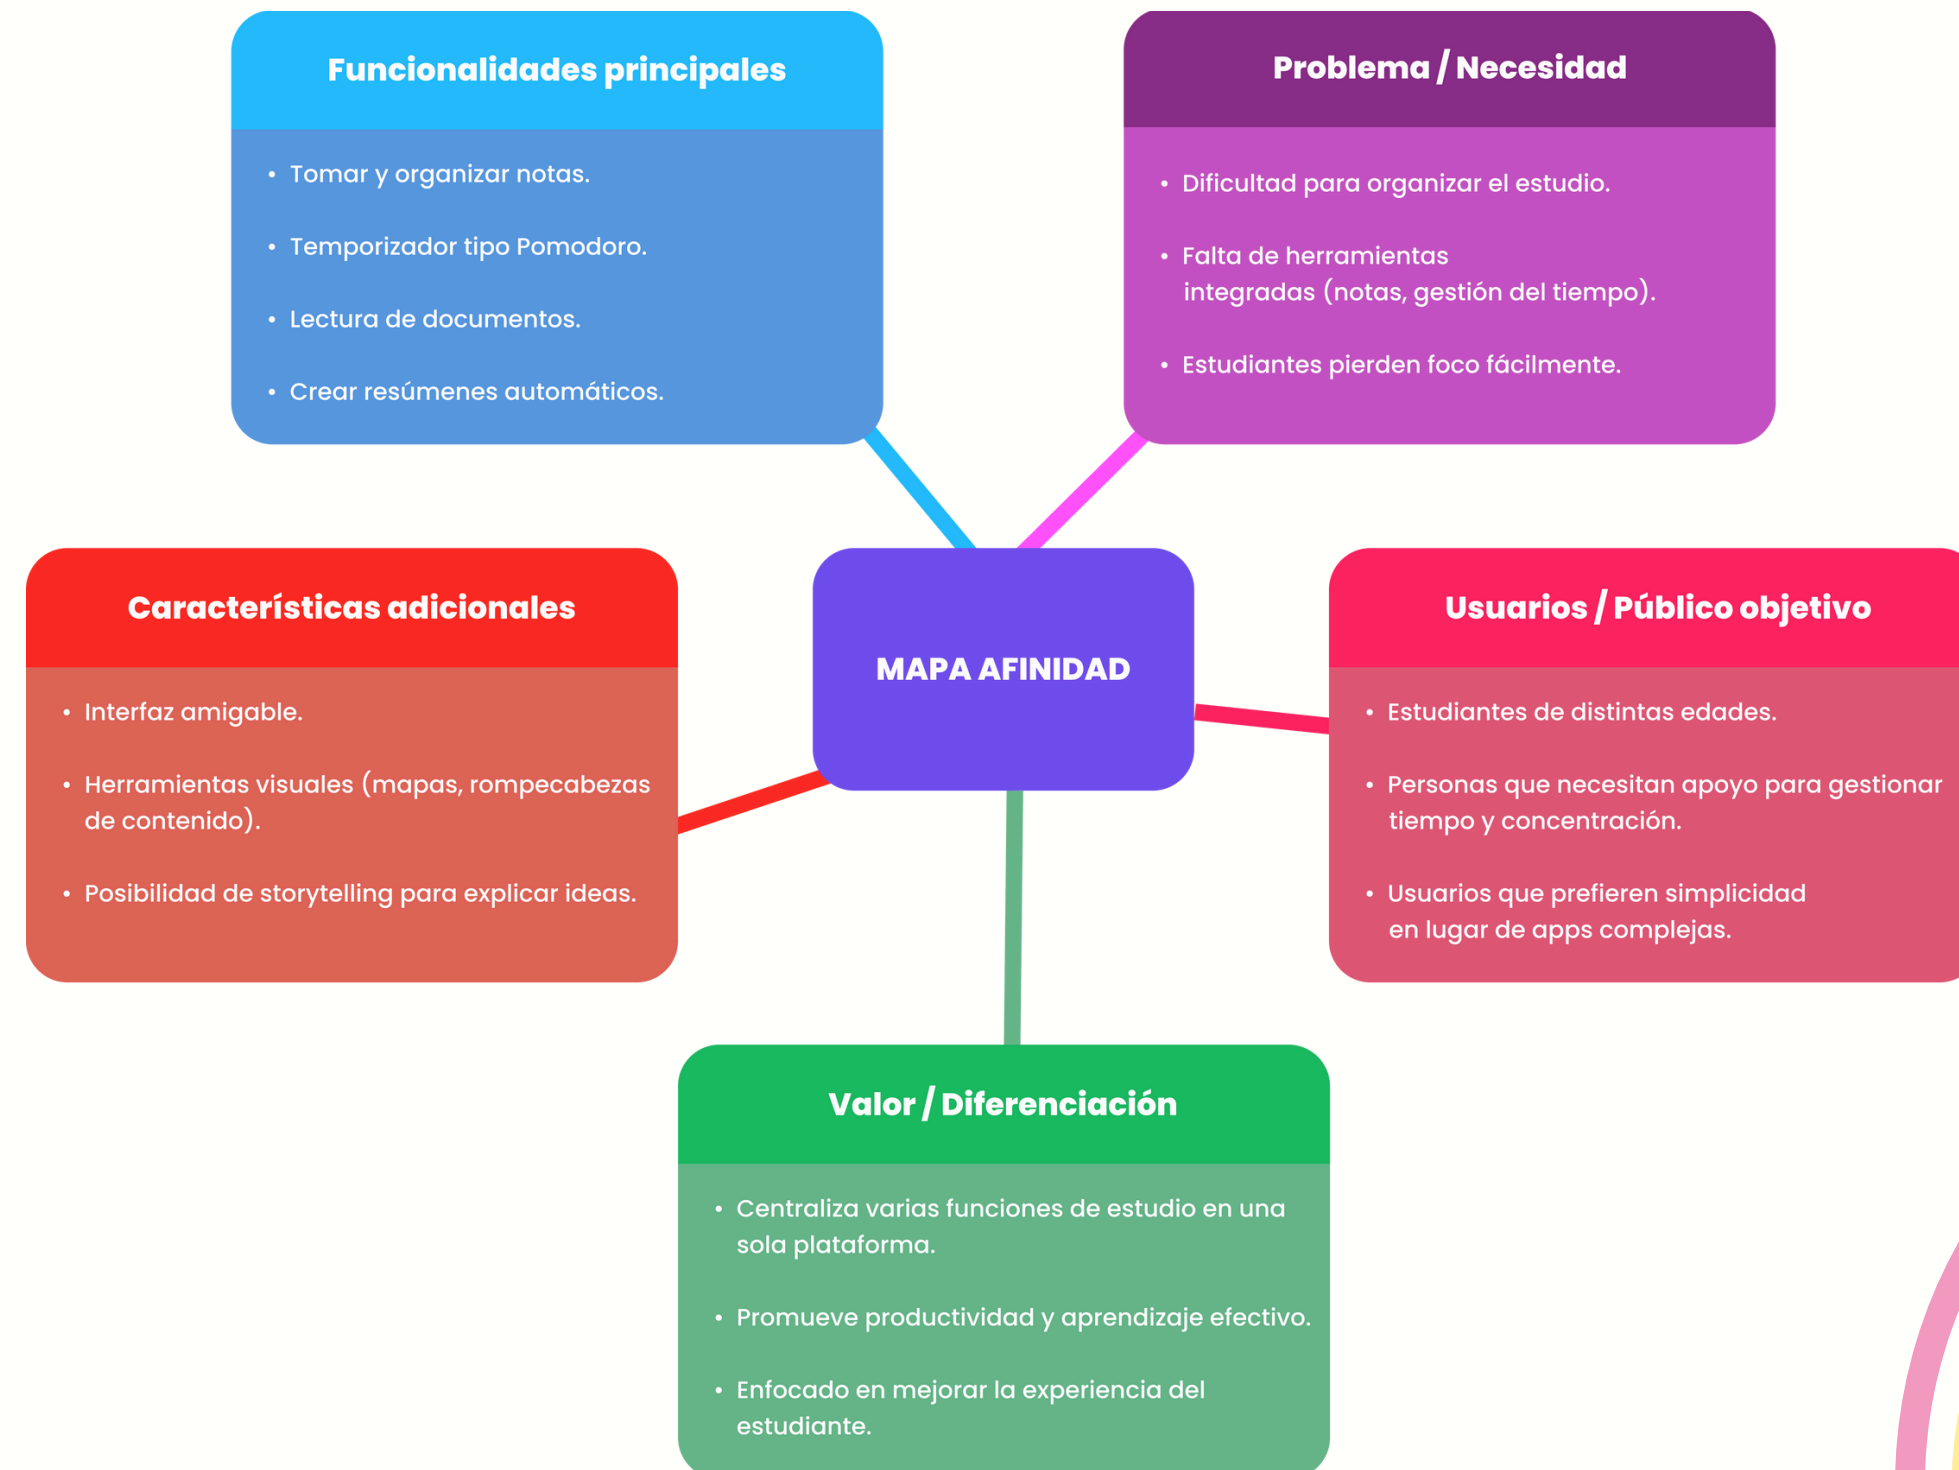 Funcionalidades principales
• Tomar y organizar notas.
• Temporizador tipo Pomodoro.
• Lectura de documentos.
• Crear resúmenes automáticos.
Problema / Necesidad
• Dificultad para organizar el estudio.
• Falta de herramientas
integradas (notas, gestión del tiempo).
• Estudiantes pierden foco fácilmente.
Características adicionales
• Interfaz amigable.
• Herramientas visuales (mapas, rompecabezas
de contenido).
• Posibilidad de storytelling para explicar ideas.
MAPA AFINIDAD
Usuarios / Público objetivo
• Estudiantes de distintas edades.
• Personas que necesitan apoyo para gestionar
tiempo y concentración.
• Usuarios que prefieren simplicidad
en lugar de apps complejas.
Valor / Diferenciación
• Centraliza varias funciones de estudio en una
sola plataforma.
• Promueve productividad y aprendizaje efectivo.
• Enfocado en mejorar la experiencia del
estudiante.